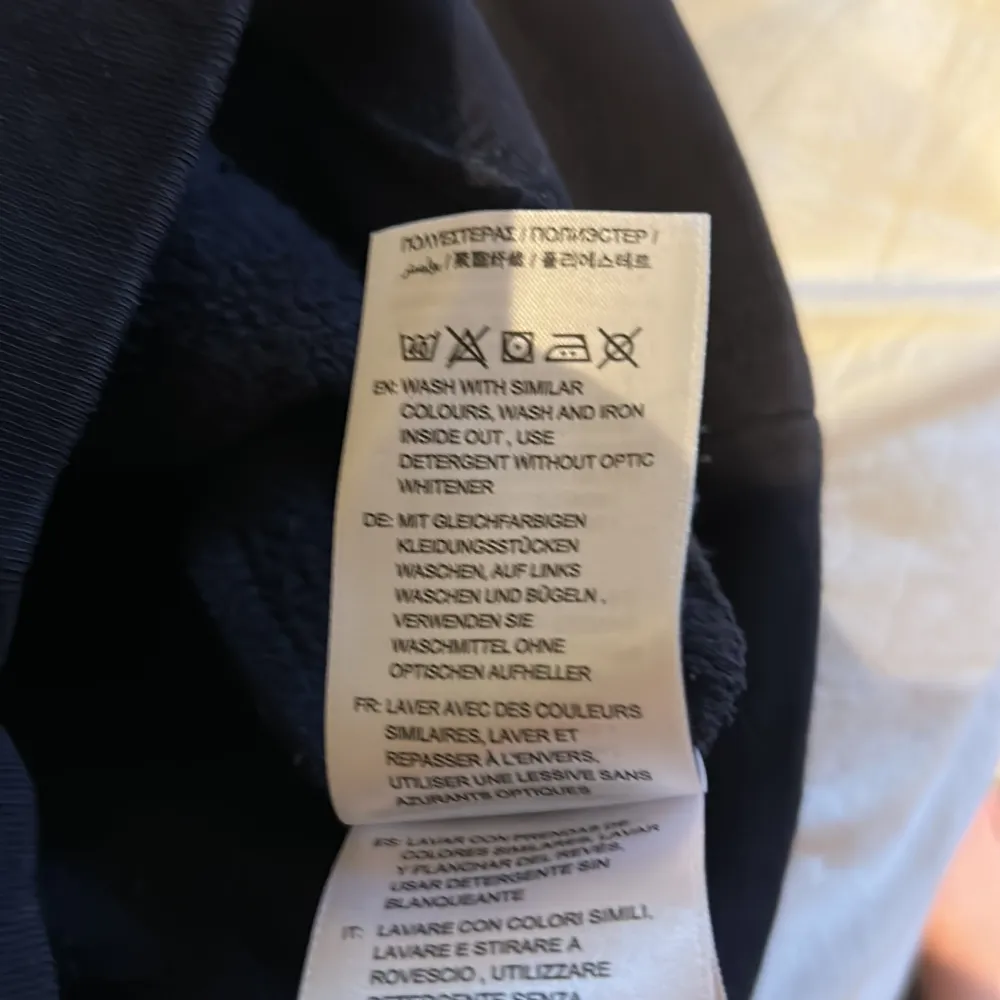 ΠΟΛΥΕΣΤΕΡΑΣ / ПОЛИЭСТЕР /
/ 聚酯纤维 / 폴리에스테르
40
EN: WASH WITH SIMILAR
COLOURS, WASH AND IRON
INSIDE OUT , USE
DETERGENT WITHOUT OPTIC
WHITENER
DE: MIT GLEICHFARBIGEN
KLEIDUNGSSTÜCKEN
WASCHEN, AUF LINKS
WASCHEN UND BÜGELN ,
VERWENDEN SIE
WASCHMITTEL OHNE
OPTISCHEN AUFHELLER
FR: LAVER AVEC DES COULEURS
SIMILAIRES, LAVER ET
REPASSER À L'ENVERS,
UTILISER UNE LESSIVE SANS
AZURANTS OPTIQUES
ES: LAVAR CON PRENDAS DE
COLORES SIMILARES, LAVAR
Y PLANCHAR DEL REVÉS,
USAR DETERGENTE SIN
BLANQUEANTE
IT: LAVARE CON COLORI SIMILI,
LAVARE E STIRARE A
ROVESCIO , UTILIZZARE
DETERGENTE SENZA